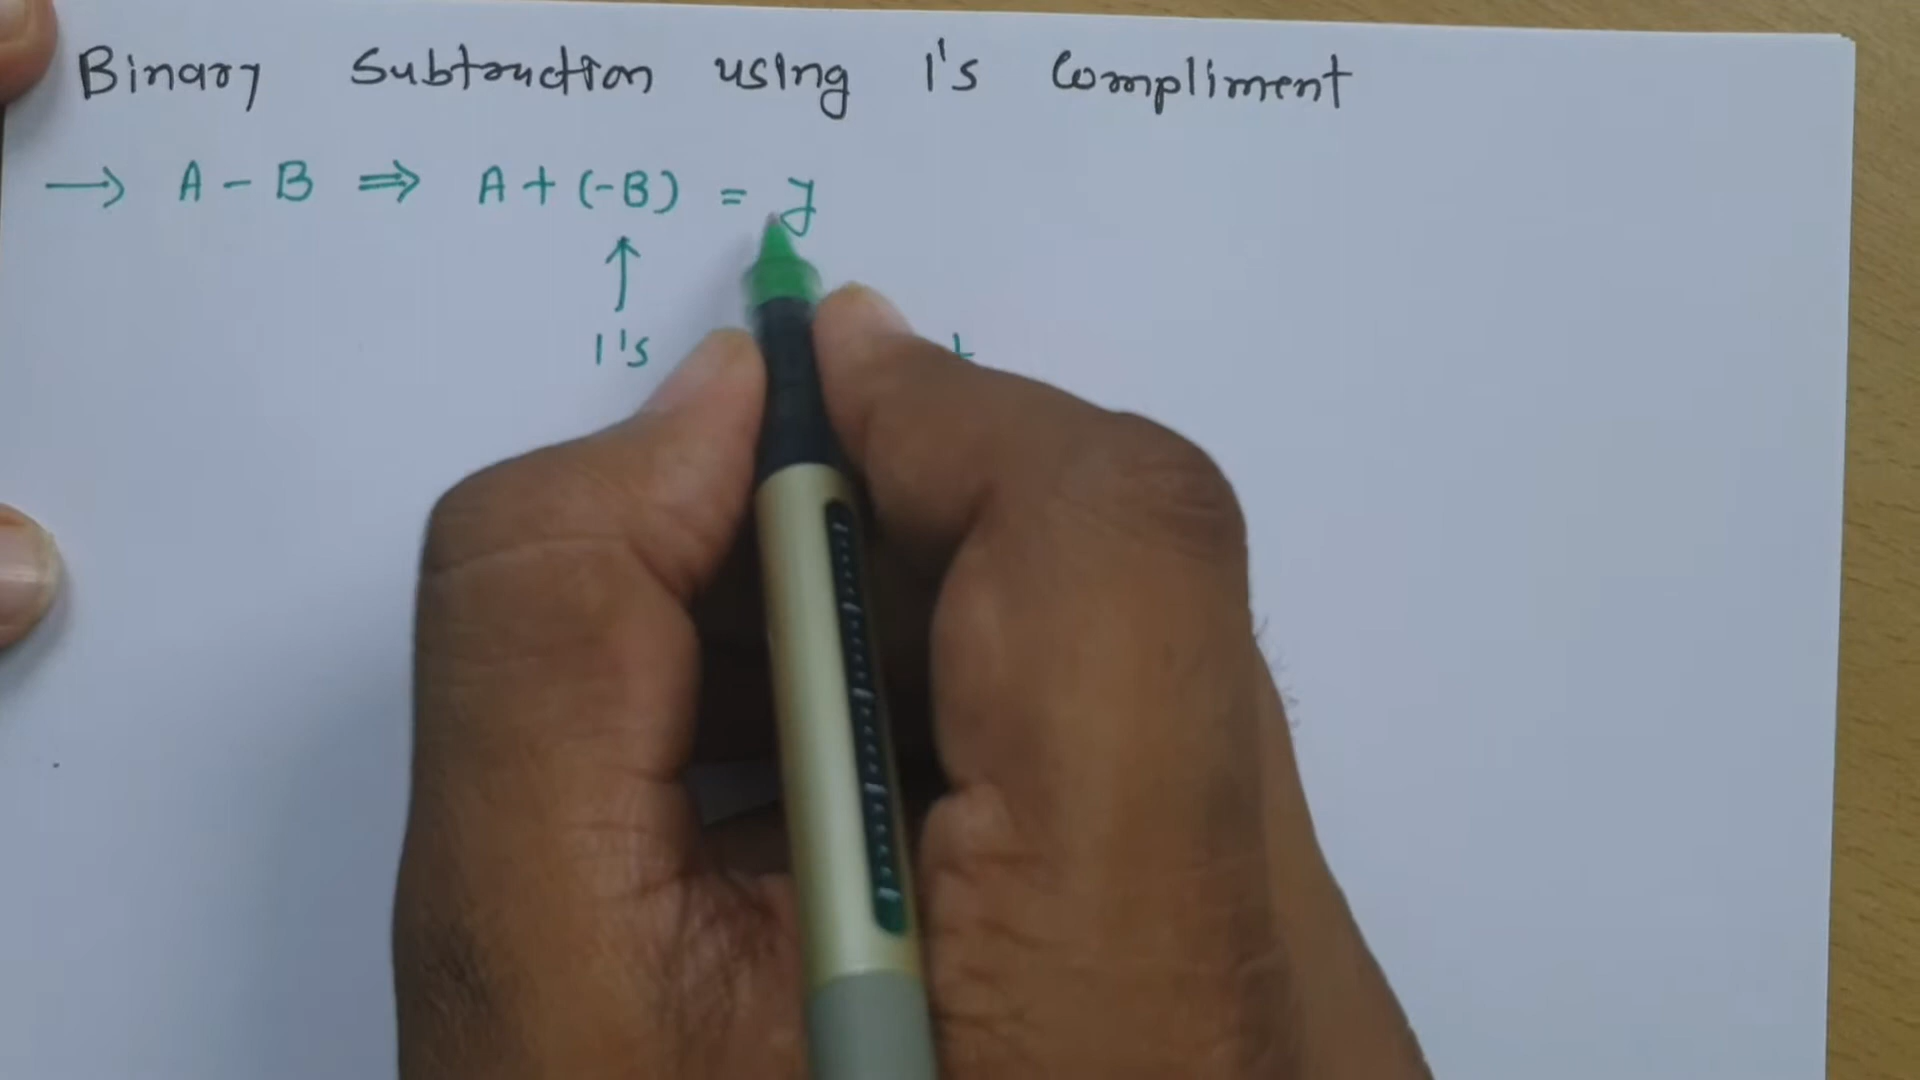 Binary Subtraction using 1's Compliment
→ A - B ⇒ A + (-B) = y
↑
1's